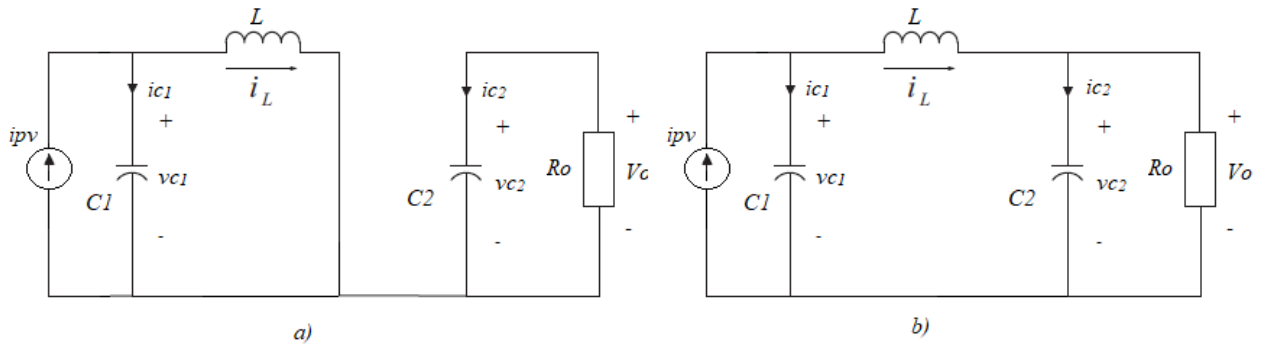 L
iL
ipv
ic1
+
vc1
-
C1
ic2
+
vc2
-
C2
Ro
+
Vo
-
a)
L
iL
ipv
ic1
+
vc1
-
C1
ic2
+
vc2
-
C2
Ro
+
Vo
-
b)